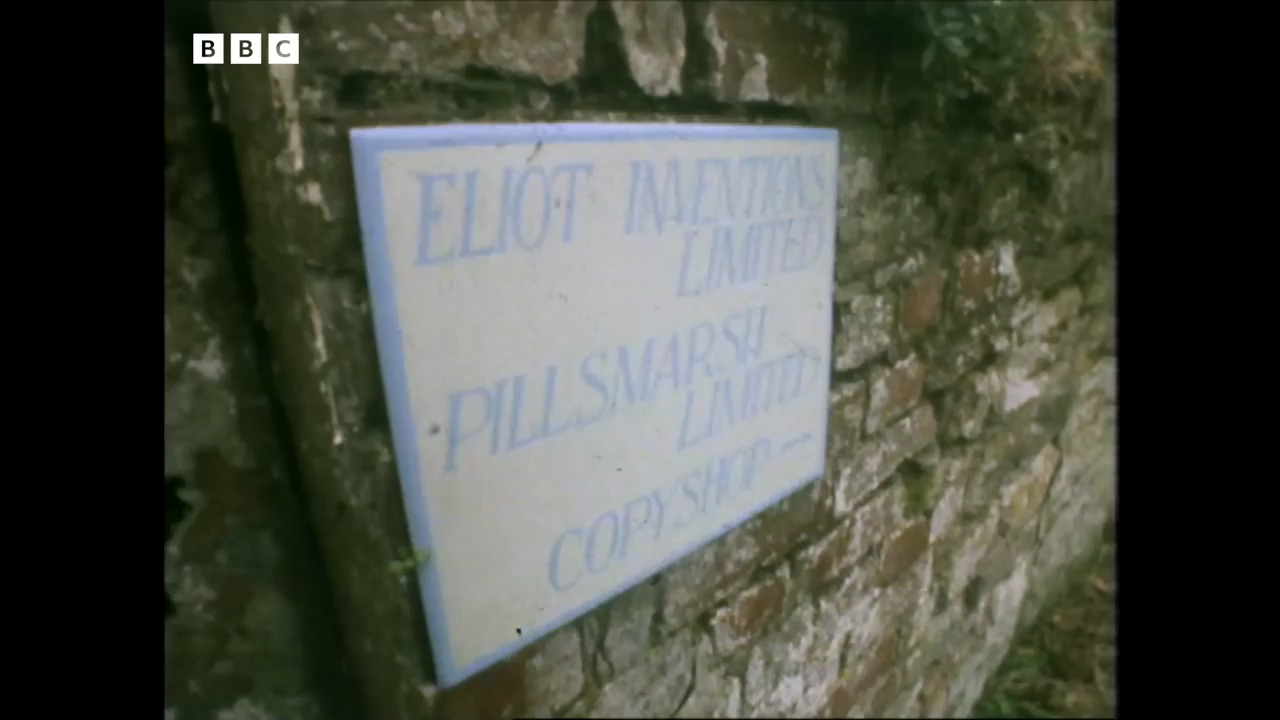 BBC
ELIOT INVENTIONS
LIMITED
PILLSMARSH
LIMITED
COPYSHOP —